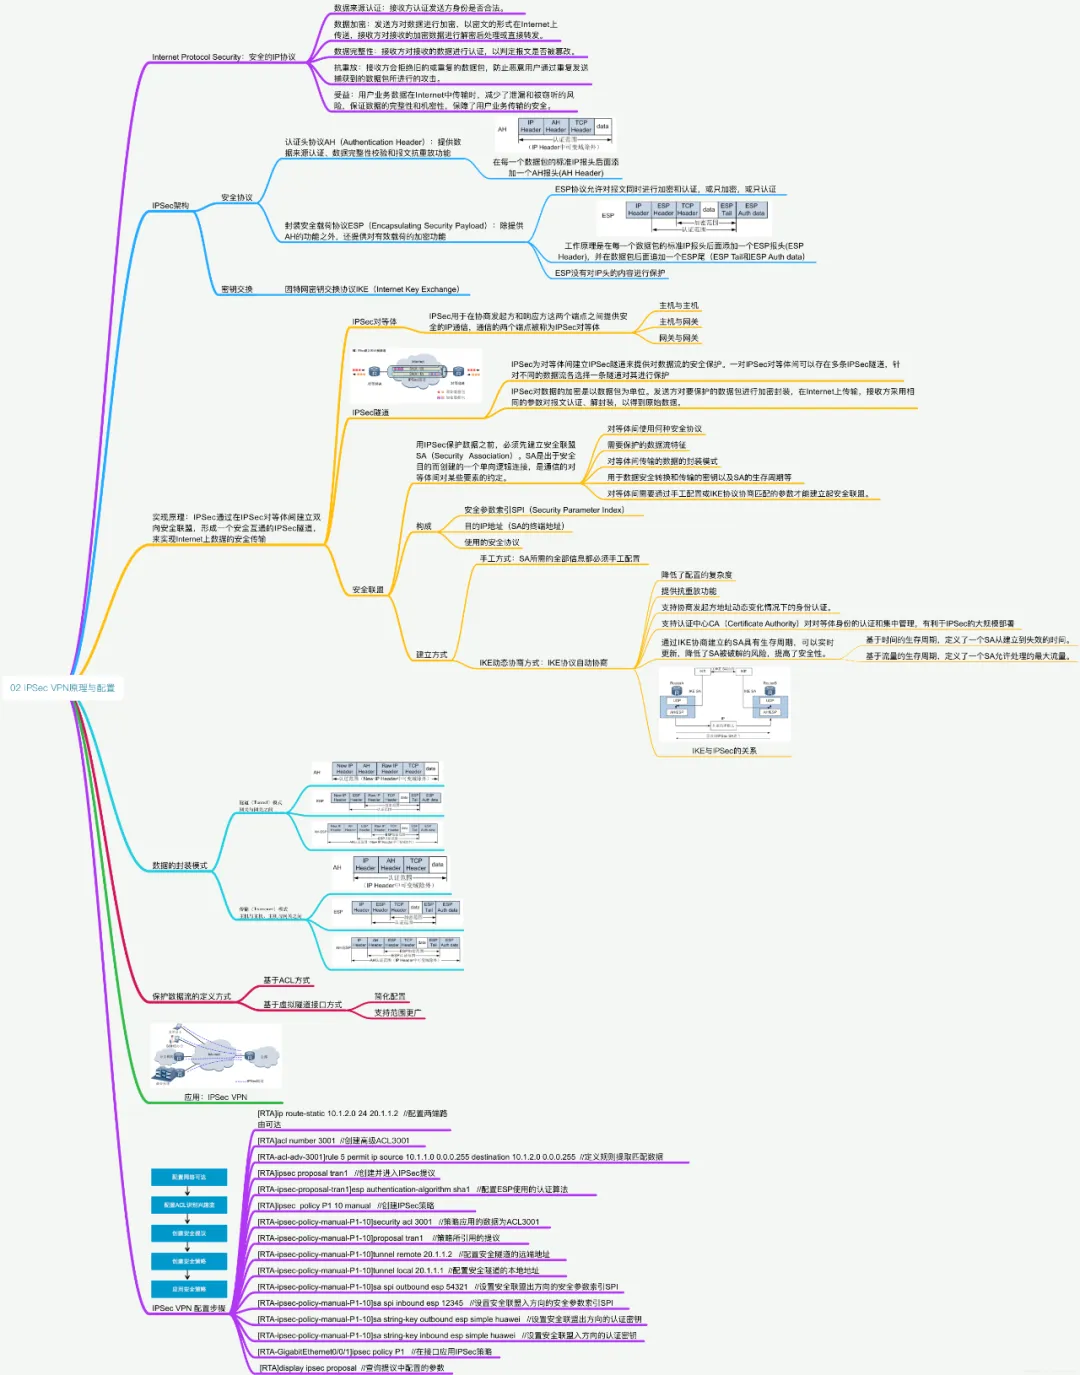 数据来源认证：接收方认证发送方身份是否合法。
数据加密：发送方对数据进行加密，以密文的形式在Internet上
传送，接收方对接收的加密数据进行解密后处理或直接转发。
Internet Protocol Security：安全的IP协议
数据完整性：接收方对接收的数据进行认证，以判定报文是否被篡改。
抗重放：接收方会拒绝旧的或重复的数据包，防止恶意用户通过重复发送
捕获到的数据包所进行的攻击。
受益：用户业务数据在Internet中传输时，减少了泄漏和被窃听的风
险，保证数据的完整性和机密性，保障了用户业务传输的安全。
IPSec架构
安全协议
认证头协议AH（Authentication Header）：提供数
据来源认证、数据完整性校验和报文抗重放功能
AH
IP Header
AH Header
TCP Header
data
认证范围
（IP Header中可变域除外）
在每一个数据包的标准IP报头后面添
加一个AH报头(AH Header)
封装安全载荷协议ESP（Encapsulating Security Payload）：除提供
AH的功能之外，还提供对有效载荷的加密功能
ESP协议允许对报文同时进行加密和认证，或只加密，或只认证
ESP
IP Header
ESP Header
TCP Header
data
ESP Tail
ESP Auth data
加密范围
认证范围
工作原理是在每一个数据包的标准IP报头后面添加一个ESP报头(ESP
Header)，并在数据包后面追加一个ESP尾（ESP Tail和ESP Auth data）
ESP没有对IP头的内容进行保护
密钥交换
因特网密钥交换协议IKE（Internet Key Exchange）
实现原理：IPSec通过在IPSec对等体间建立双
向安全联盟，形成一个安全互通的IPSec隧道，
来实现Internet上数据的安全传输
IPSec对等体
IPSec用于在协商发起方和响应方这两个端点之间提供安
全的IP通信，通信的两个端点被称为IPSec对等体
主机与主机
主机与网关
网关与网关
IPSec隧道
IPSec为对等体间建立IPSec隧道来提供对数据流的安全保护。一对IPSec对等体间可以存在多条IPSec隧道，针
对不同的数据流各选择一条隧道对其进行保护
IPSec对数据的加密是以数据包为单位。发送方对要保护的数据包进行加密封装，在Internet上传输，接收方采用相
同的参数对报文认证、解封装，以得到原始数据。
安全联盟
用IPSec保护数据之前，必须先建立安全联盟
SA（Security Association），SA是出于安全
目的而创建的一个单向逻辑连接，是通信的对
等体间对某些要素的约定。
对等体间使用何种安全协议
需要保护的数据流特征
对等体间传输的数据的封装模式
用于数据安全转换和传输的密钥以及SA的生存周期等
对等体间需要通过手工配置或IKE协议协商匹配的参数才能建立起安全联盟。
构成
安全参数索引SPI（Security Parameter Index）
目的IP地址（SA的终端地址）
使用的安全协议
建立方式
手工方式：SA所需的全部信息都必须手工配置
IKE动态协商方式：IKE协议自动协商
降低了配置的复杂度
提供抗重放功能
支持协商发起方地址动态变化情况下的身份认证。
支持认证中心CA（Certificate Authority）对对等体身份的认证和集中管理，有利于IPSec的大规模部署
通过IKE协商建立的SA具有生存周期，可以实时
更新，降低了SA被破解的风险，提高了安全性。
基于时间的生存周期，定义了一个SA从建立到失效的时间。
基于流量的生存周期，定义了一个SA允许处理的最大流量。
IKE SA
IKE与IPSec的关系
02 IPSec VPN原理与配置
数据的封装模式
隧道（Tunnel）模式
AH
New IP Header
AH Header
Raw IP Header
TCP Header
data
认证范围（New IP Header中可变域除外）
ESP
传输（Transport）模式
AH
IP Header
AH Header
TCP Header
data
认证范围
（IP Header中可变域除外）
ESP
IP Header
ESP Header
TCP Header
data
ESP Tail
ESP Auth data
加密范围
认证范围
保护数据流的定义方式
基于ACL方式
基于虚拟隧道接口方式
简化配置
支持范围更广
应用：IPSec VPN
配置网络可达
配置ACL识别兴趣流
创建安全提议
创建安全策略
应用安全策略
IPSec VPN 配置步骤
[RTA]ip route-static 10.1.2.0 24 20.1.1.2 //配置两端路
由可达
[RTA]acl number 3001 //创建高级ACL3001
[RTA-acl-adv-3001]rule 5 permit ip source 10.1.1.0 0.0.0.255 destination 10.1.2.0 0.0.0.255 //定义规则提取匹配数据
[RTA]ipsec proposal tran1 //创建并进入IPSec提议
[RTA-ipsec-proposal-tran1]esp authentication-algorithm sha1 //配置ESP使用的认证算法
[RTA]ipsec policy P1 10 manual //创建IPSec策略
[RTA-ipsec-policy-manual-P1-10]security acl 3001 //策略应用的数据为ACL3001
[RTA-ipsec-policy-manual-P1-10]proposal tran1 //策略所引用的提议
[RTA-ipsec-policy-manual-P1-10]tunnel remote 20.1.1.2 //配置安全隧道的远端地址
[RTA-ipsec-policy-manual-P1-10]tunnel local 20.1.1.1 //配置安全隧道的本地地址
[RTA-ipsec-policy-manual-P1-10]sa spi outbound esp 54321 //设置安全联盟出方向的安全参数索引SPI
[RTA-ipsec-policy-manual-P1-10]sa spi inbound esp 12345 //设置安全联盟入方向的安全参数索引SPI
[RTA-ipsec-policy-manual-P1-10]sa string-key outbound esp simple huawei //设置安全联盟出方向的认证密钥
[RTA-ipsec-policy-manual-P1-10]sa string-key inbound esp simple huawei //设置安全联盟入方向的认证密钥
[RTA-GigabitEthernet0/0/1]ipsec policy P1 //在接口应用IPSec策略
[RTA]display ipsec proposal //查询提议中配置的参数